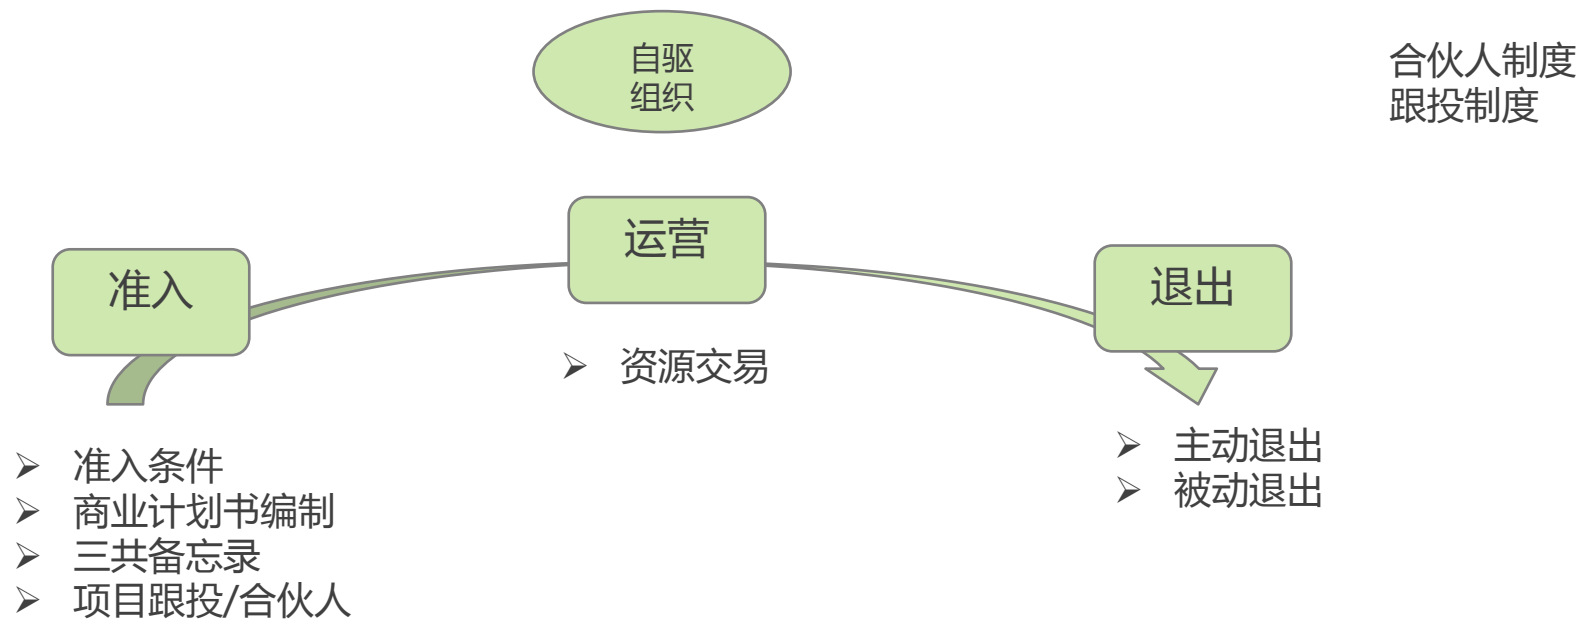 自驱
组织
合伙人制度
跟投制度
准入
运营
退出
➢ 资源交易
➢ 准入条件
➢ 商业计划书编制
➢ 三共备忘录
➢ 项目跟投/合伙人
➢ 主动退出
➢ 被动退出